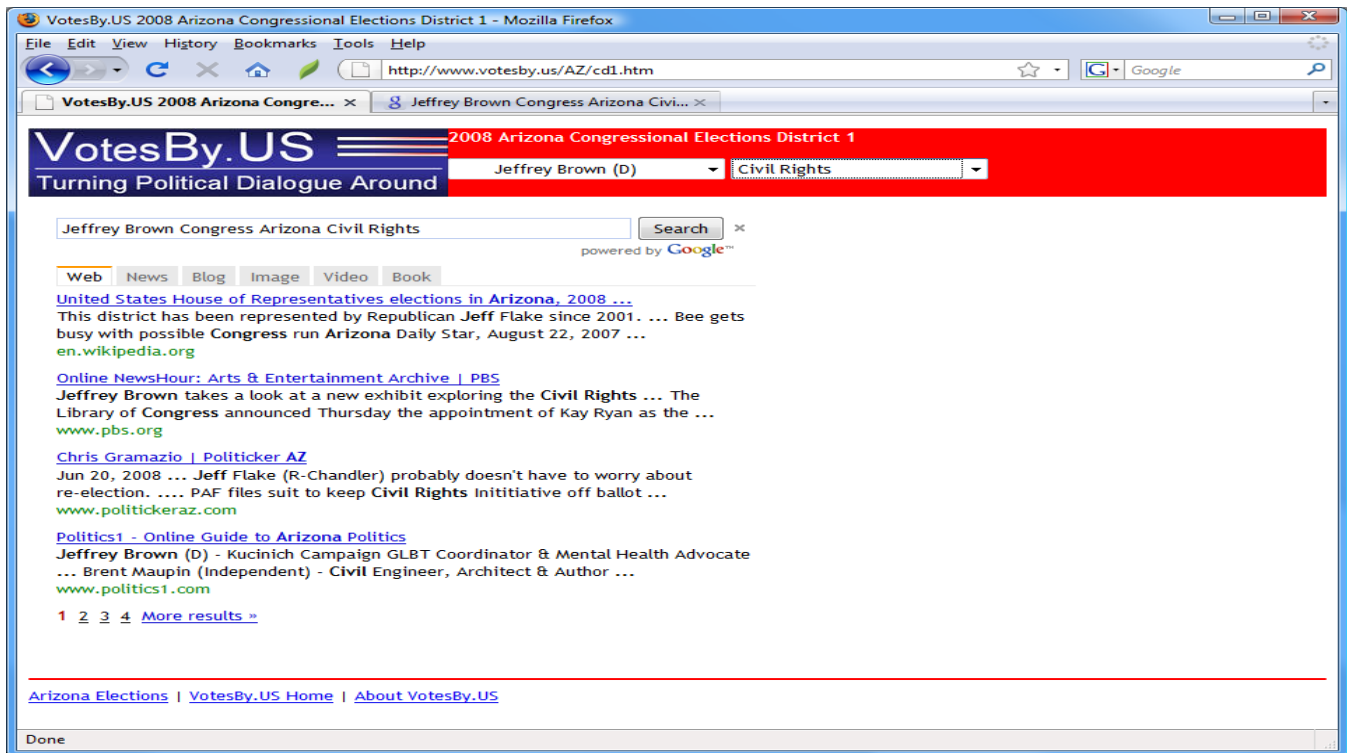 VotesBy.US 2008 Arizona Congressional Elections District 1 - Mozilla Firefox
File Edit View History Bookmarks Tools Help
http://www.votesby.us/AZ/cd1.htm
G Google
VotesBy.US 2008 Arizona Congre... ×
g Jeffrey Brown Congress Arizona Civi... ×
VotesBy.US
Turning Political Dialogue Around
2008 Arizona Congressional Elections District 1
Jeffrey Brown (D) Civil Rights
Jeffrey Brown Congress Arizona Civil Rights Search ×
powered by Google™
Web News Blog Image Video Book
United States House of Representatives elections in Arizona, 2008 ...
This district has been represented by Republican Jeff Flake since 2001. ... Bee gets
busy with possible Congress run Arizona Daily Star, August 22, 2007 ...
en.wikipedia.org
Online NewsHour: Arts & Entertainment Archive | PBS
Jeffrey Brown takes a look at a new exhibit exploring the Civil Rights ... The
Library of Congress announced Thursday the appointment of Kay Ryan as the ...
www.pbs.org
Chris Gramazio | Politicker AZ
Jun 20, 2008 ... Jeff Flake (R-Chandler) probably doesn't have to worry about
re-election. .... PAF files suit to keep Civil Rights Inititiative off ballot ...
www.politickeraz.com
Politics1 - Online Guide to Arizona Politics
Jeffrey Brown (D) - Kucinich Campaign GLBT Coordinator & Mental Health Advocate
... Brent Maupin (Independent) - Civil Engineer, Architect & Author ...
www.politics1.com
1 2 3 4 More results »
Arizona Elections | VotesBy.US Home | About VotesBy.US
Done